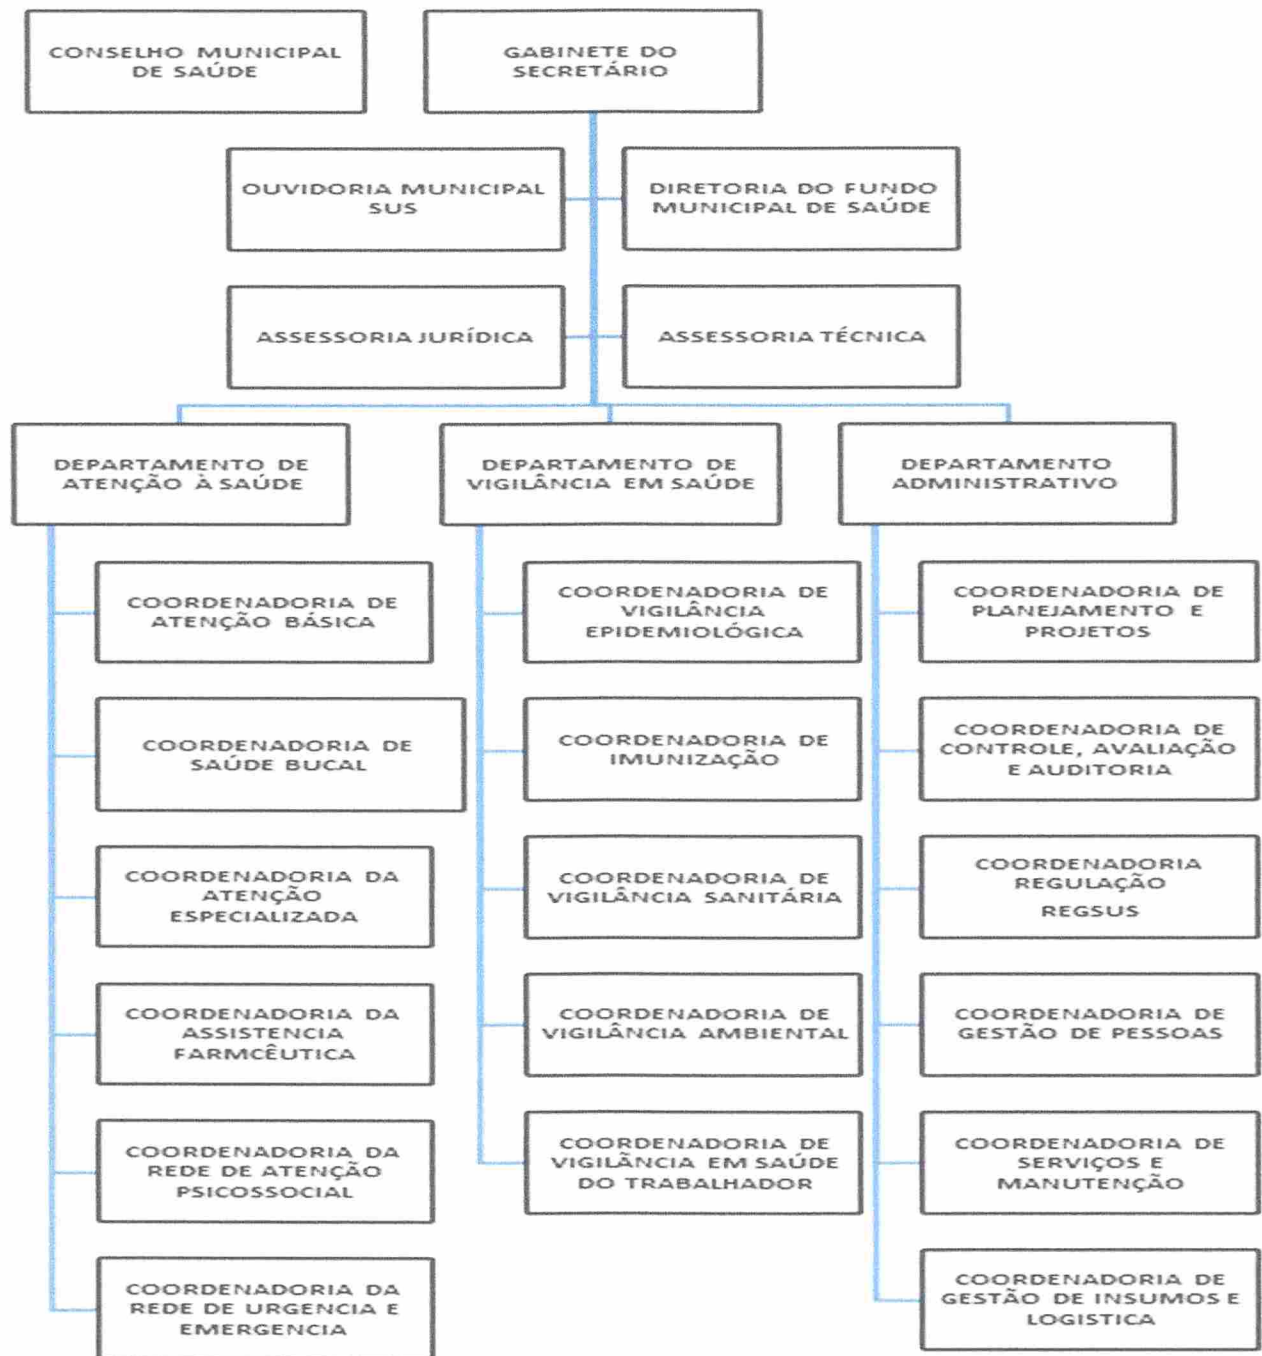 CONSELHO MUNICIPAL
DE SAÚDE
GABINETE DO
SECRETÁRIO
OUVIDORIA MUNICIPAL
SUS
DIRETORIA DO FUNDO
MUNICIPAL DE SAÚDE
ASSESSORIA JURÍDICA
ASSESSORIA TÉCNICA
DEPARTAMENTO DE
ATENÇÃO À SAÚDE
DEPARTAMENTO DE
VIGILÂNCIA EM SAÚDE
DEPARTAMENTO
ADMINISTRATIVO
COORDENADORIA DE
ATENÇÃO BÁSICA
COORDENADORIA DE
SAÚDE BUCAL
COORDENADORIA DA
ATENÇÃO
ESPECIALIZADA
COORDENADORIA DA
ASSISTENCIA
FARMCÊUTICA
COORDENADORIA DA
REDE DE ATENÇÃO
PSICOSSOCIAL
COORDENADORIA DA
REDE DE URGENCIA E
EMERGENCIA
COORDENADORIA DE
VIGILÂNCIA
EPIDEMIOLÓGICA
COORDENADORIA DE
IMUNIZAÇÃO
COORDENADORIA DE
VIGILÂNCIA SANITÁRIA
COORDENADORIA DE
VIGILÂNCIA AMBIENTAL
COORDENADORIA DE
VIGILÃNCIA EM SAÚDE
DO TRABALHADOR
COORDENADORIA DE
PLANEJAMENTO E
PROJETOS
COORDENADORIA DE
CONTROLE, AVALIAÇÃO
E AUDITORIA
COORDENADORIA
REGULAÇÃO
REGSUS
COORDENADORIA DE
GESTÃO DE PESSOAS
COORDENADORIA DE
SERVIÇOS E
MANUTENÇÃO
COORDENADORIA DE
GESTÃO DE INSUMOS E
LOGISTICA